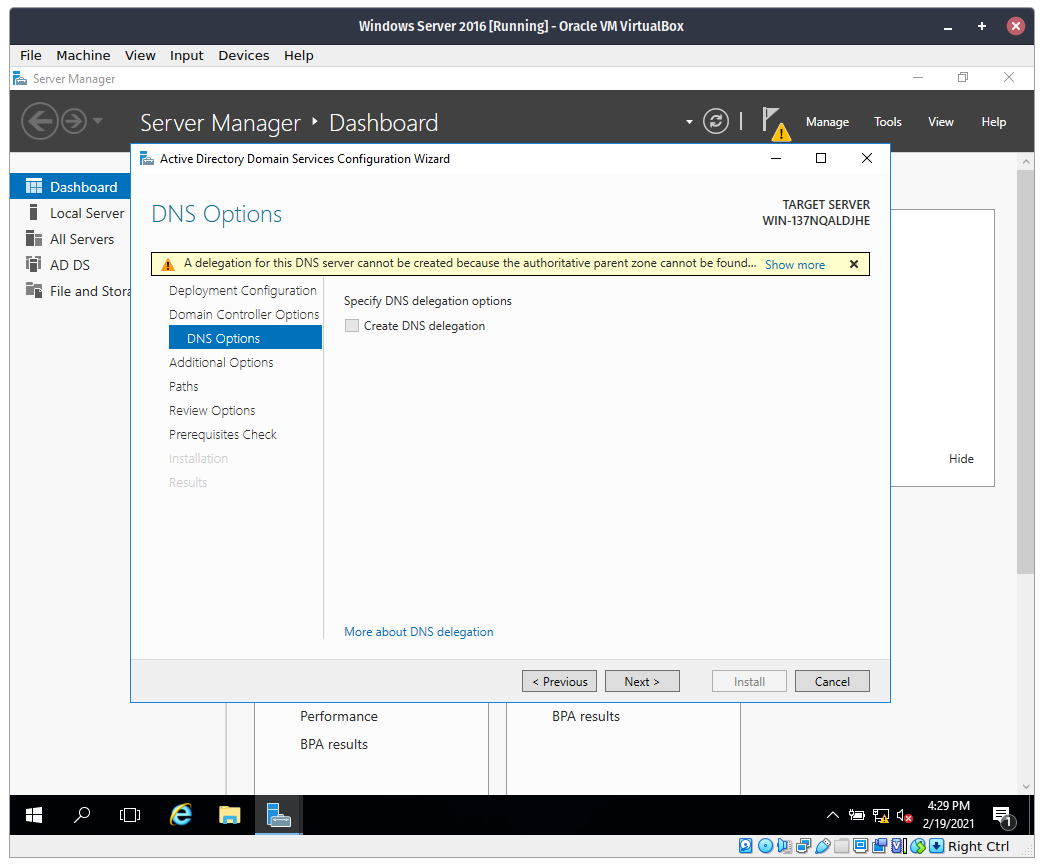 Windows Server 2016 [Running] - Oracle VM VirtualBox
File Machine View Input Devices Help
Server Manager
Server Manager Dashboard
Manage Tools View Help
Active Directory Domain Services Configuration Wizard
DNS Options
TARGET SERVER
WIN-137NQALDJHE
A delegation for this DNS server cannot be created because the authoritative parent zone cannot be found... Show more
Dashboard
Local Server
All Servers
AD DS
File and Stora
Deployment Configuration
Domain Controller Options
DNS Options
Additional Options
Paths
Review Options
Prerequisites Check
Installation
Results
Specify DNS delegation options
Create DNS delegation
More about DNS delegation
Hide
< Previous Next > Install Cancel
Performance
BPA results
BPA results
4:29 PM
2/19/2021
1
Right Ctrl